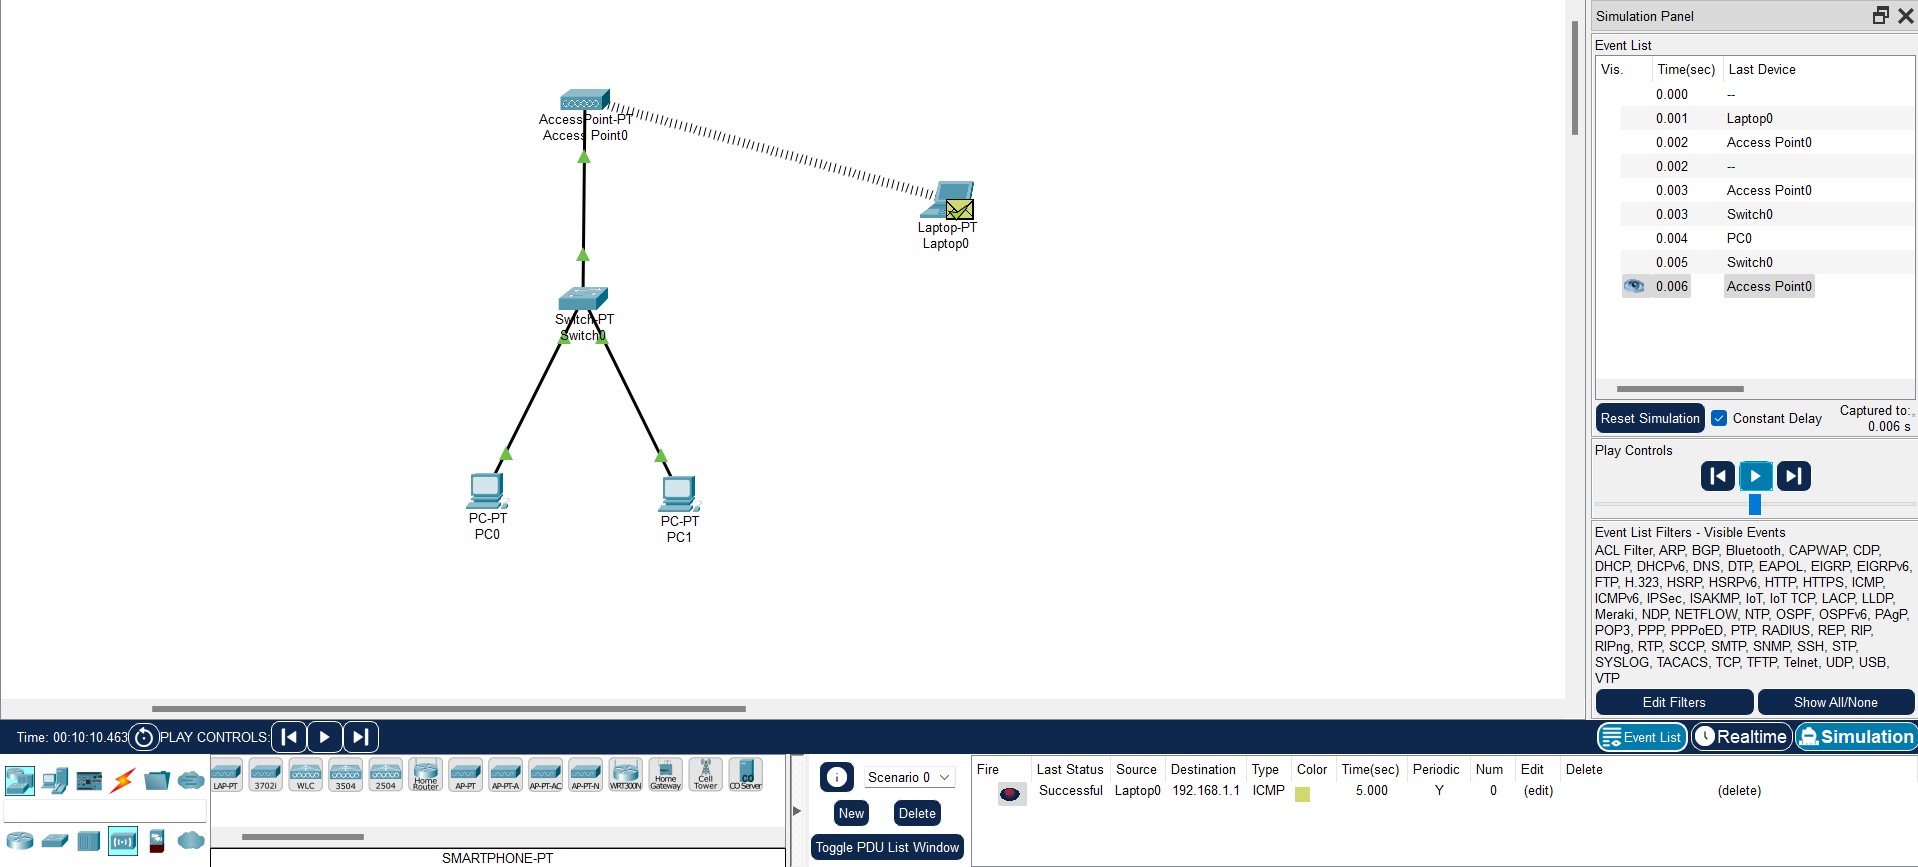 Simulation Panel
Event List
Vis. Time(sec) Last Device
0.000 --
0.001 Laptop0
0.002 Access Point0
0.002 --
0.003 Access Point0
0.003 Switch0
0.004 PC0
0.005 Switch0
0.006 Access Point0
Reset Simulation Constant Delay Captured to:
0.006 s
Play Controls
Event List Filters - Visible Events
ACL Filter, ARP, BGP, Bluetooth, CAPWAP, CDP,
DHCP, DHCPv6, DNS, DTP, EAPOL, EIGRP, EIGRPv6,
FTP, H.323, HSRP, HSRPv6, HTTP, HTTPS, ICMP,
ICMPv6, IPSec, ISAKMP, IoT, IoT TCP, LACP, LLDP,
Meraki, NDP, NETFLOW, NTP, OSPF, OSPFv6, PAgP,
POP3, PPP, PPPoED, PTP, RADIUS, REP, RIP,
RIPng, RTP, SCCP, SMTP, SNMP, SSH, STP,
SYSLOG, TACACS, TCP, TFTP, Telnet, UDP, USB,
VTP
Edit Filters Show All/None
AccessPoint-PT
Access Point0
Laptop-PT
Laptop0
Switch-PT
Switch0
PC-PT
PC0
PC-PT
PC1
Time: 00:10:10.463 PLAY CONTROLS:
Event List Realtime Simulation
LAP-PT 3702i WLC 3504 2504 Home Router AP-PT AP-PT-A AP-PT-AC AP-PT-N WRT300N Home Gateway Cell Tower CO Server
SMARTPHONE-PT
Scenario 0
New Delete
Toggle PDU List Window
Fire Last Status Source Destination Type Color Time(sec) Periodic Num Edit Delete
Successful Laptop0 192.168.1.1 ICMP 5.000 Y 0 (edit) (delete)